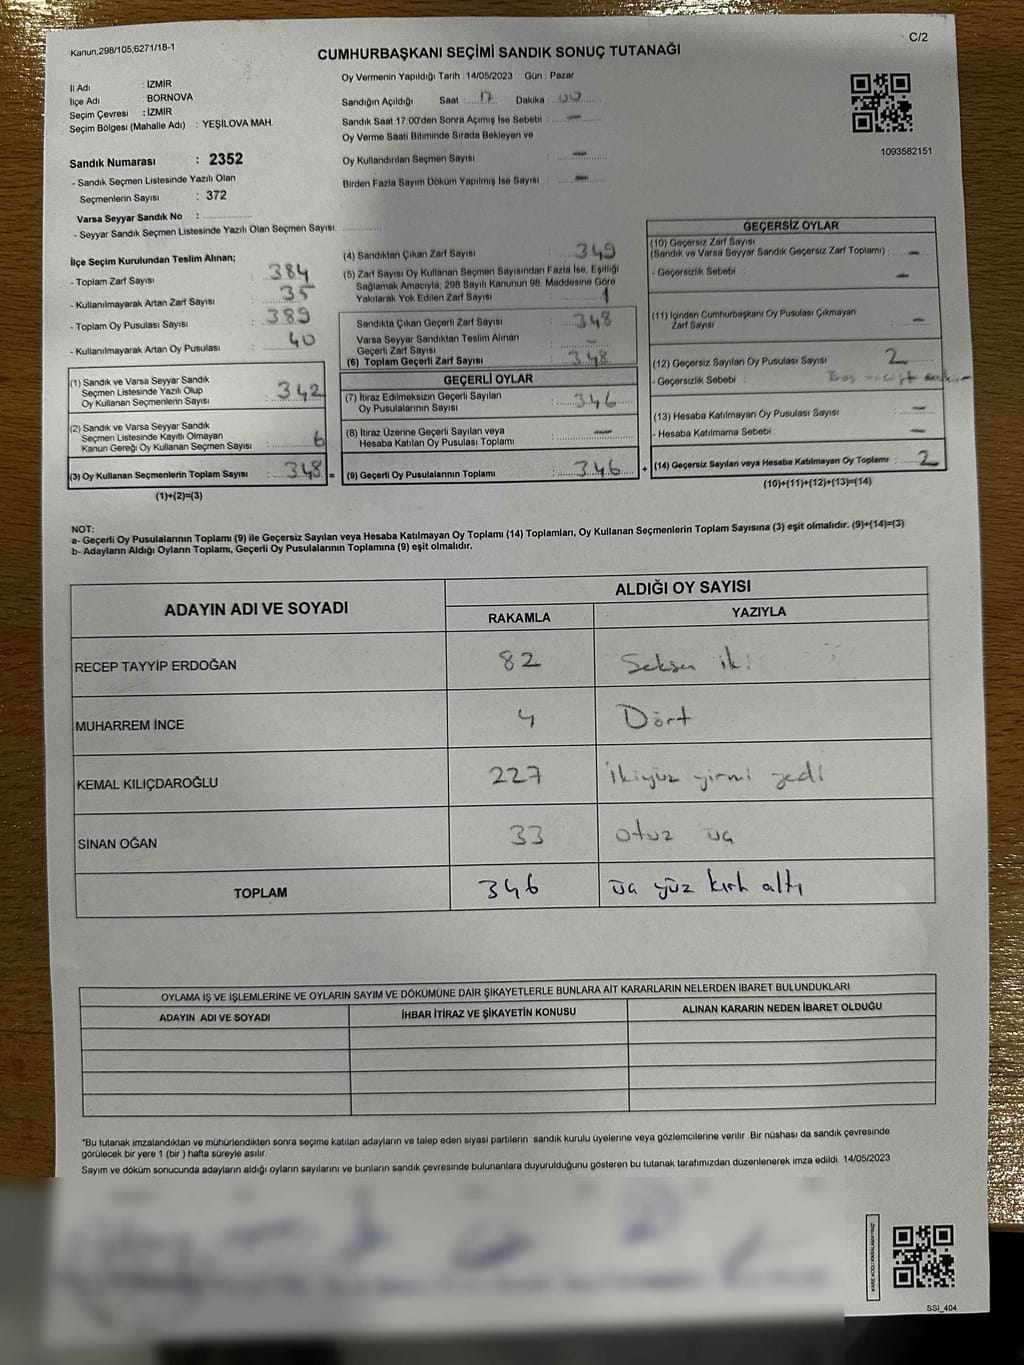 Kanun,298/105,6271/18-1
C/2
CUMHURBAŞKANI SEÇİMİ SANDIK SONUÇ TUTANAĞI
İl Adı : İZMİR
İlçe Adı : BORNOVA
Seçim Çevresi : İZMİR
Seçim Bölgesi (Mahalle Adı) : YEŞİLOVA MAH.
Sandık Numarası : 2352
- Sandık Seçmen Listesinde Yazılı Olan
Seçmenlerin Sayısı : 372
Varsa Seyyar Sandık No :
- Seyyar Sandık Seçmen Listesinde Yazılı Olan Seçmen Sayısı:
Oy Vermenin Yapıldığı Tarih : 14/05/2023 Gün : Pazar
Sandığın Açıldığı Saat : 17 Dakika : 00
Sandık Saat 17:00'den Sonra Açımış İse Sebebi : —
Oy Verme Saati Bitiminde Sırada Bekleyen ve
Oy Kullandırılan Seçmen Sayısı : —
Birden Fazla Sayım Döküm Yapılmış İse Sayısı : —
1093582151
İlçe Seçim Kurulundan Teslim Alınan;
- Toplam Zarf Sayısı : 384
- Kullanılmayarak Artan Zarf Sayısı : 35
- Toplam Oy Pusulası Sayısı : 389
- Kullanılmayarak Artan Oy Pusulası : 40
(1) Sandık ve Varsa Seyyar Sandık
Seçmen Listesinde Yazılı Olup
Oy Kullanan Seçmenlerin Sayısı : 342
(2) Sandık ve Varsa Seyyar Sandık
Seçmen Listesinde Kayıtlı Olmayan
Kanun Gereği Oy Kullanan Seçmen Sayısı : 6
(3) Oy Kullanan Seçmenlerin Toplam Sayısı : 348 =
(1)+(2)=(3)
(4) Sandıktan Çıkan Zarf Sayısı : 349
(5) Zarf Sayısı Oy Kullanan Seçmen Sayısından Fazla İse, Eşitliği
Sağlamak Amacıyla, 298 Sayılı Kanunun 98. Maddesine Göre
Yakılarak Yok Edilen Zarf Sayısı : 1
Sandıkta Çıkan Geçerli Zarf Sayısı : 348
Varsa Seyyar Sandıktan Teslim Alınan
Geçerli Zarf Sayısı : —
(6) Toplam Geçerli Zarf Sayısı : 348
GEÇERLİ OYLAR
(7) İtiraz Edilmeksizin Geçerli Sayılan
Oy Pusulalarının Sayısı : 346
(8) İtiraz Üzerine Geçerli Sayılan veya
Hesaba Katılan Oy Pusulası Toplamı : —
(9) Geçerli Oy Pusulalarının Toplamı : 346 +
GEÇERSİZ OYLAR
(10) Geçersiz Zarf Sayısı
(Sandık ve Varsa Seyyar Sandık Geçersiz Zarf Toplamı) : —
- Geçersizlik Sebebi : —
(11) İçinden Cumhurbaşkanı Oy Pusulası Çıkmayan
Zarf Sayısı : —
(12) Geçersiz Sayılan Oy Pusulası Sayısı : 2
- Geçersizlik Sebebi :
(13) Hesaba Katılmayan Oy Pusulası Sayısı : —
- Hesaba Katılmama Sebebi : —
(14) Geçersiz Sayılan veya Hesaba Katılmayan Oy Toplamı : 2
(10)+(11)+(12)+(13)=(14)
NOT:
a- Geçerli Oy Pusulalarının Toplamı (9) ile Geçersiz Sayılan veya Hesaba Katılmayan Oy Toplamı (14) Toplamları, Oy Kullanan Seçmenlerin Toplam Sayısına (3) eşit olmalıdır. (9)+(14)=(3)
b- Adayların Aldığı Oyların Toplamı, Geçerli Oy Pusulalarının Toplamına (9) eşit olmalıdır.
ADAYIN ADI VE SOYADI
ALDIĞI OY SAYISI
RAKAMLA YAZIYLA
RECEP TAYYİP ERDOĞAN 82 Seksen iki
MUHARREM İNCE 4 Dört
KEMAL KILIÇDAROĞLU 227 ikiyüz yirmi yedi
SİNAN OĞAN 33 otuz üç
TOPLAM 346 üç yüz kırk altı
OYLAMA İŞ VE İŞLEMLERİNE VE OYLARIN SAYIM VE DÖKÜMÜNE DAİR ŞİKAYETLERLE BUNLARA AİT KARARLARIN NELERDEN İBARET BULUNDUKLARI
ADAYIN ADI VE SOYADI İHBAR İTİRAZ VE ŞİKAYETİN KONUSU ALINAN KARARIN NEDEN İBARET OLDUĞU
*Bu tutanak imzalandıktan ve mühürlendikten sonra seçime katılan adayların ve talep eden siyasi partilerin sandık kurulu üyelerine veya gözlemcilerine verilir. Bir nüshası da sandık çevresinde
görülecek bir yere 1 (bir ) hafta süreyle asılır.
Sayım ve döküm sonucunda adayların aldığı oyların sayılarını ve bunların sandık çevresinde bulunanlara duyurulduğunu gösteren bu tutanak tarafımızdan düzenlenerek imza edildi. 14/05/2023
SSI_404